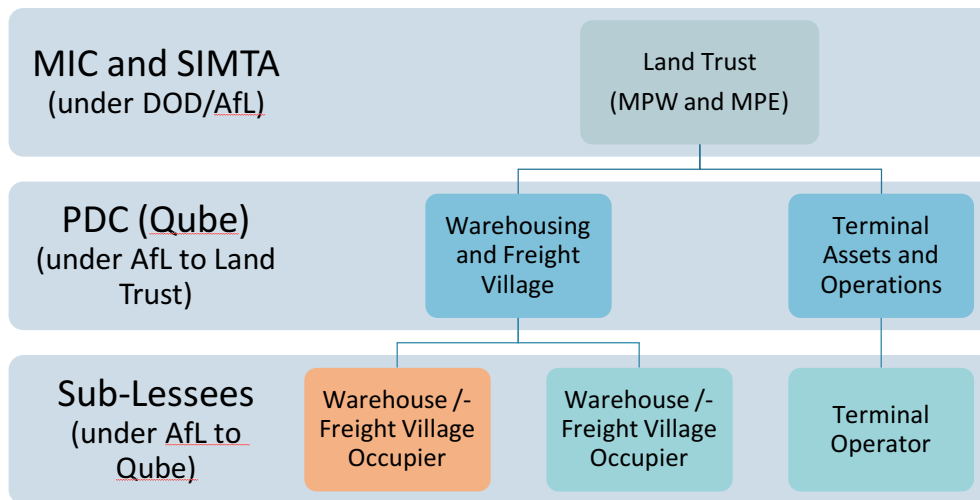 MIC and SIMTA
(under DOD/AfL)
Land Trust
(MPW and MPE)
PDC (Qube)
(under AfL to Land
Trust)
Warehousing
and Freight
Village
Terminal
Assets and
Operations
Sub-Lessees
(under AfL to
Qube)
Warehouse /-
Freight Village
Occupier
Warehouse /-
Freight Village
Occupier
Terminal
Operator